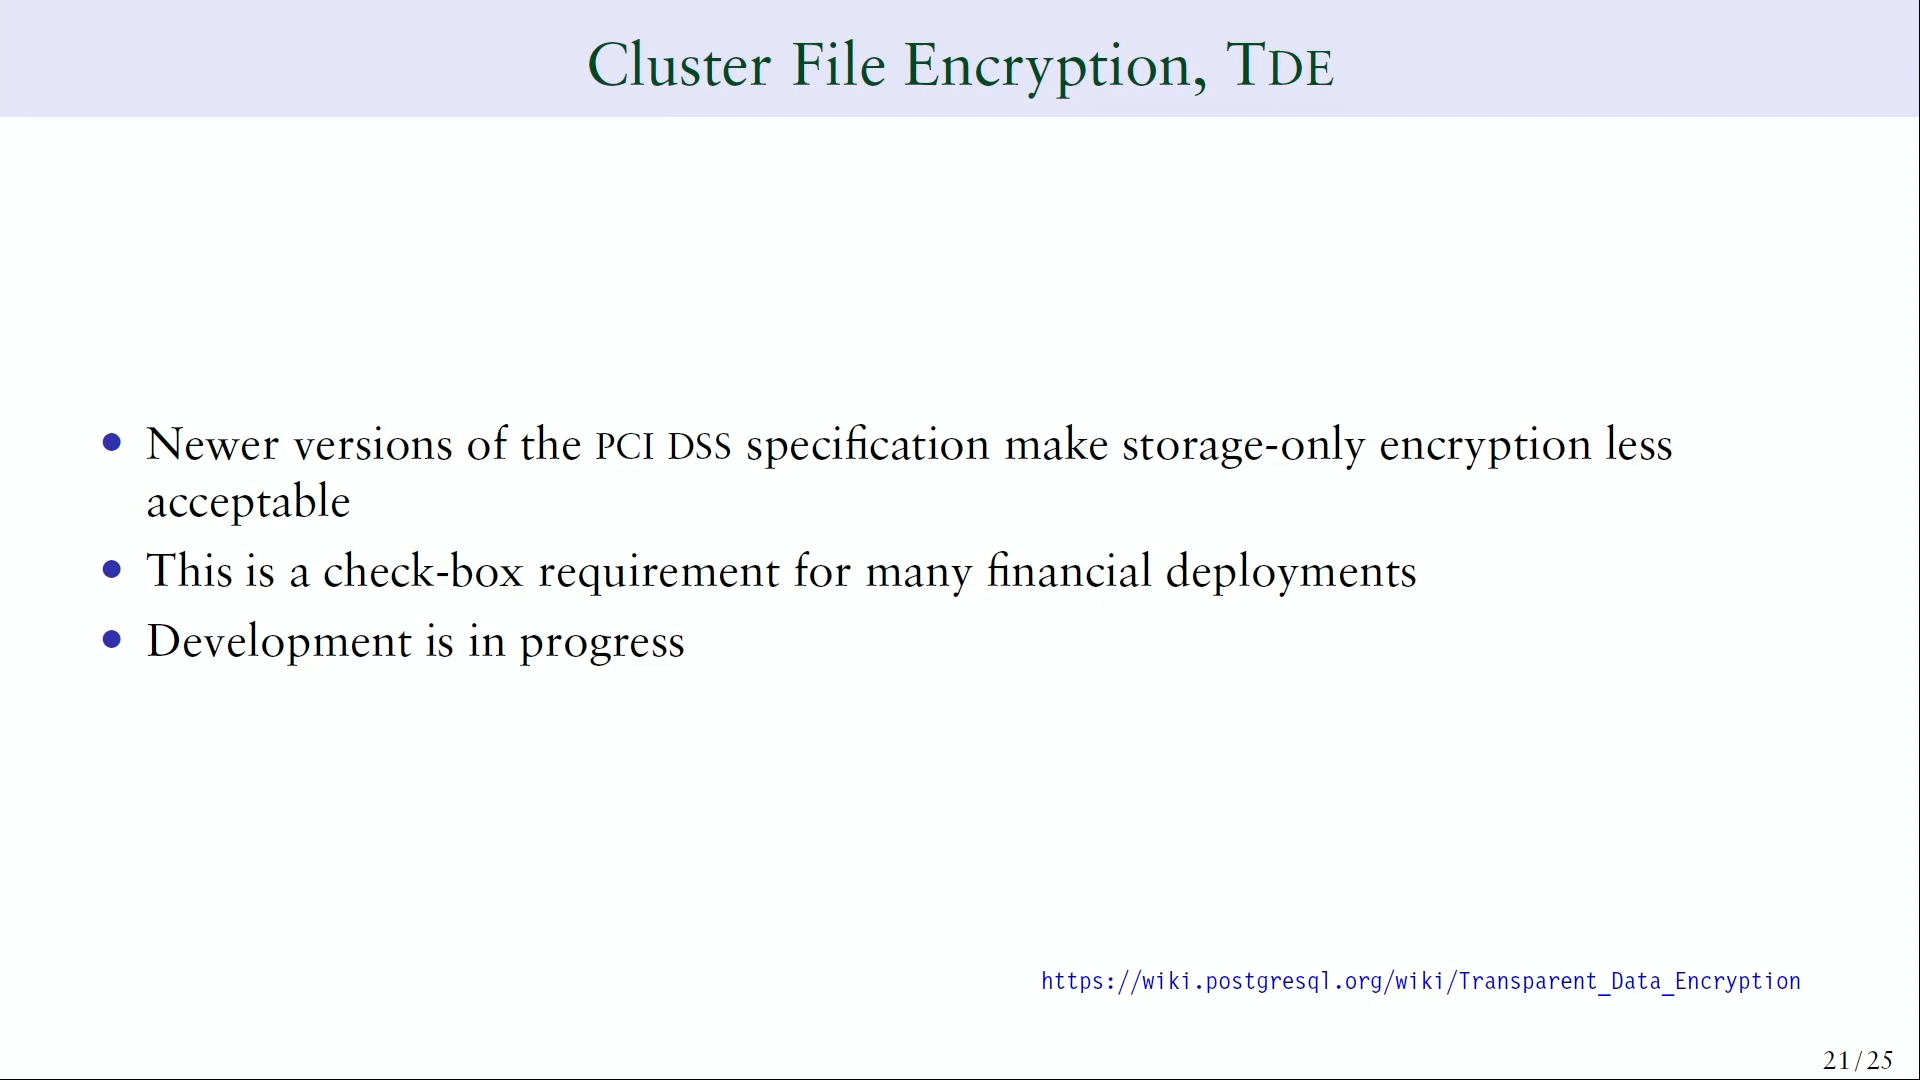 Cluster File Encryption, TDE
• Newer versions of the PCI DSS specification make storage-only encryption less
acceptable
• This is a check-box requirement for many financial deployments
• Development is in progress
https://wiki.postgresql.org/wiki/Transparent_Data_Encryption
21/25